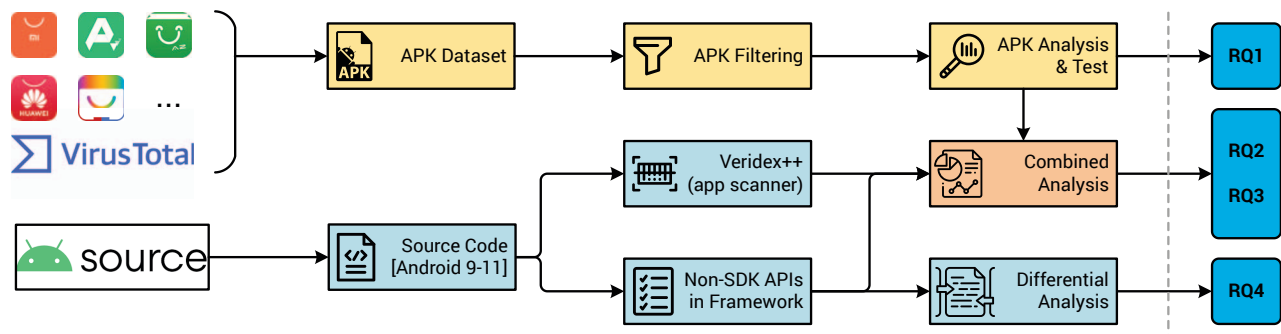 mi
HUAWEI
...
VirusTotal
source
APK
APK Dataset
APK Filtering
APK Analysis
& Test
RQ1
Veridex++
(app scanner)
Combined
Analysis
RQ2
RQ3
</>
Source Code
[Android 9-11]
Non-SDK APIs
in Framework
Differential
Analysis
RQ4